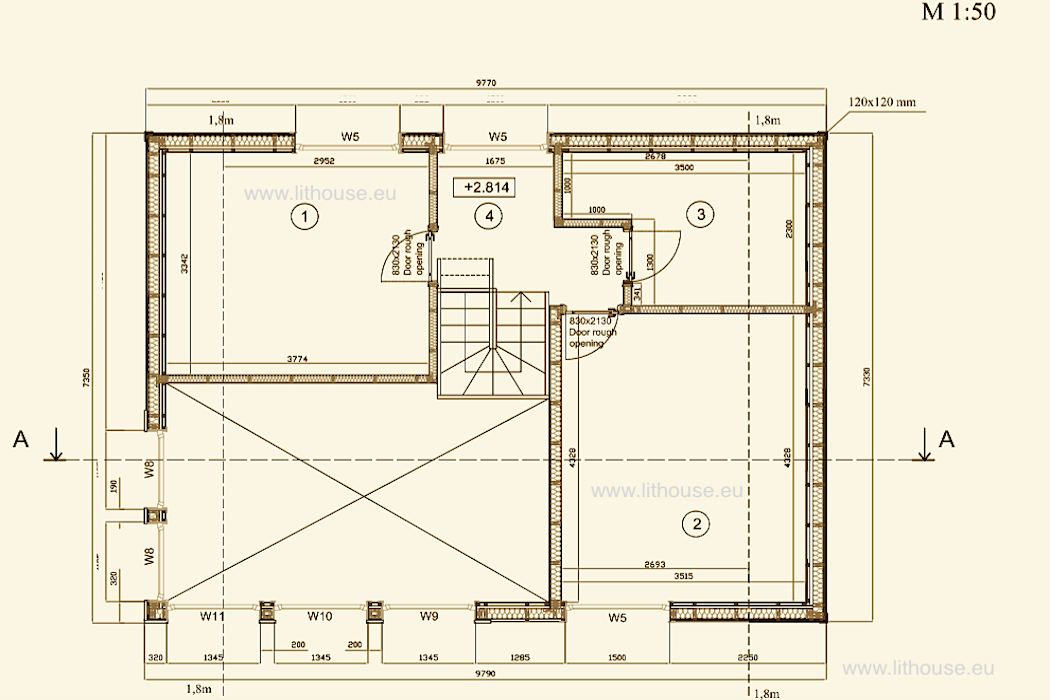 M 1:50
9770
120x120 mm
1,8m
1,8m
W5
W5
2952
1675
2678
3500
www.lithouse.eu
+2.814
1000
1
4
1000
3
2300
830x2130
Door rough
opening
830x2130
Door rough
opening
3342
1300
341
830x2130
Door rough
opening
3774
7350
7330
A
A
W8
4328
4328
190
www.lithouse.eu
2
W8
320
2693
3515
W11
W10
W9
W5
200
200
320
1345
1345
1345
1285
1500
2250
9790
www.lithouse.eu
1,8m
1,8m